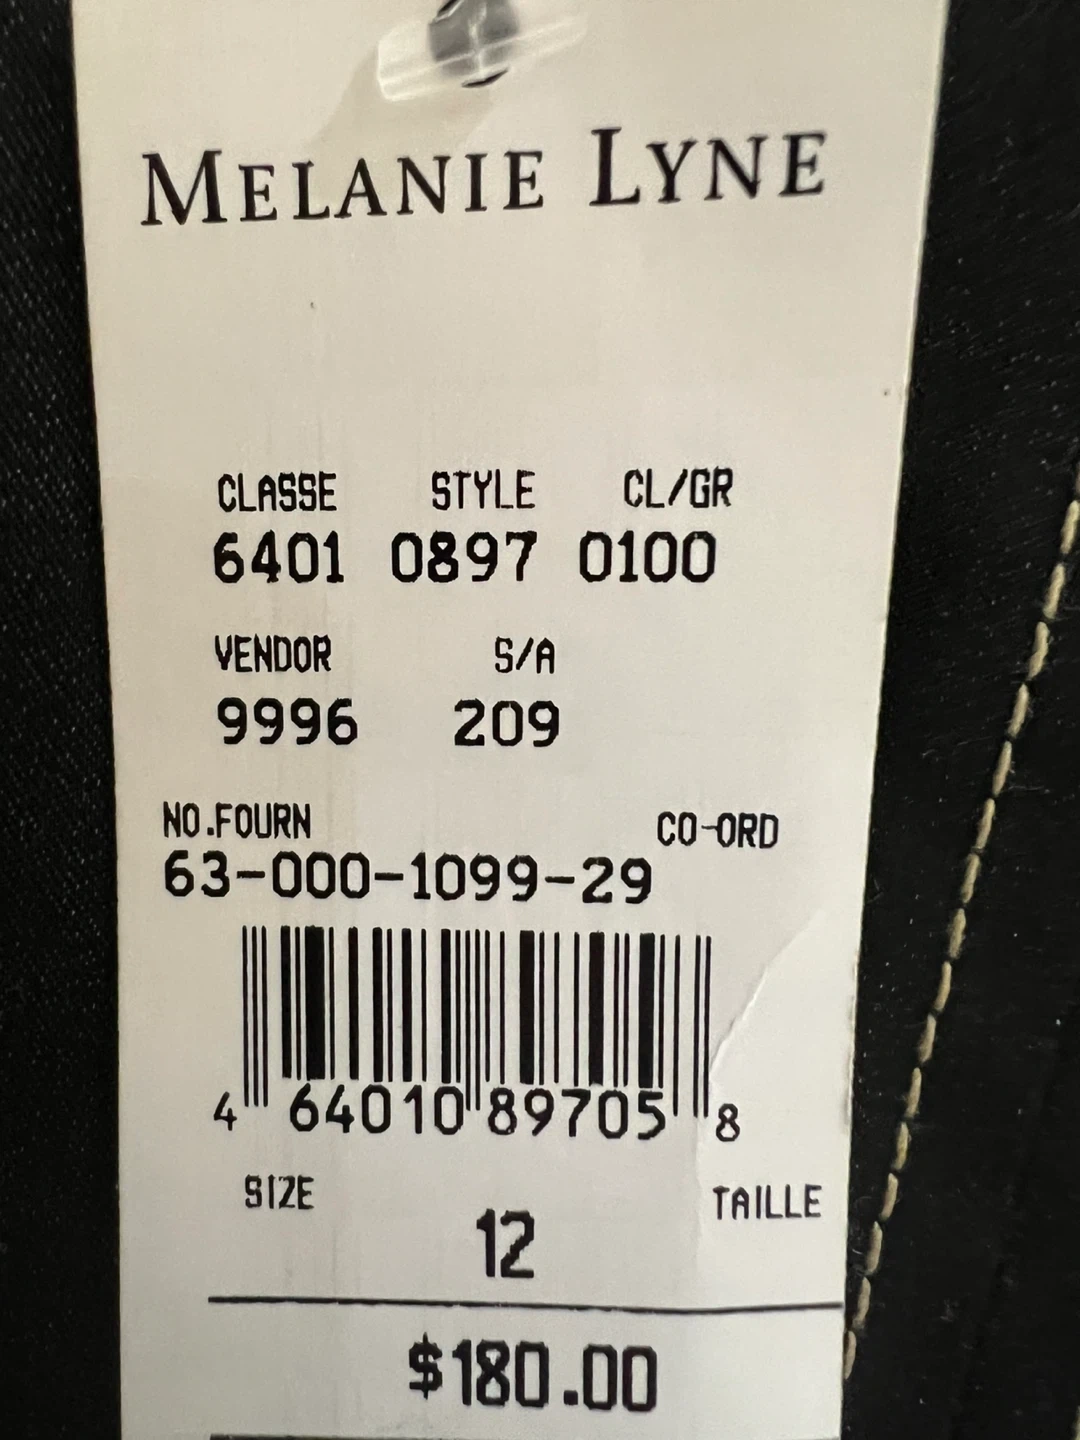 MELANIE LYNE
CLASSE STYLE CL/GR
6401 0897 0100
VENDOR S/A
9996 209
NO.FOURN CO-ORD
63-000-1099-29
4 64010 89705 8
SIZE TAILLE
12
$180.00